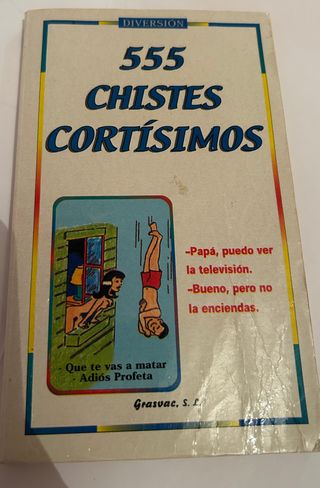 DIVERSIÓN
555
CHISTES
CORTÍSIMOS
-Papá, puedo ver
la televisión.
-Bueno, pero no
la enciendas.
- Que te vas a matar
- Adiós Profeta
Grasvac, S. L.